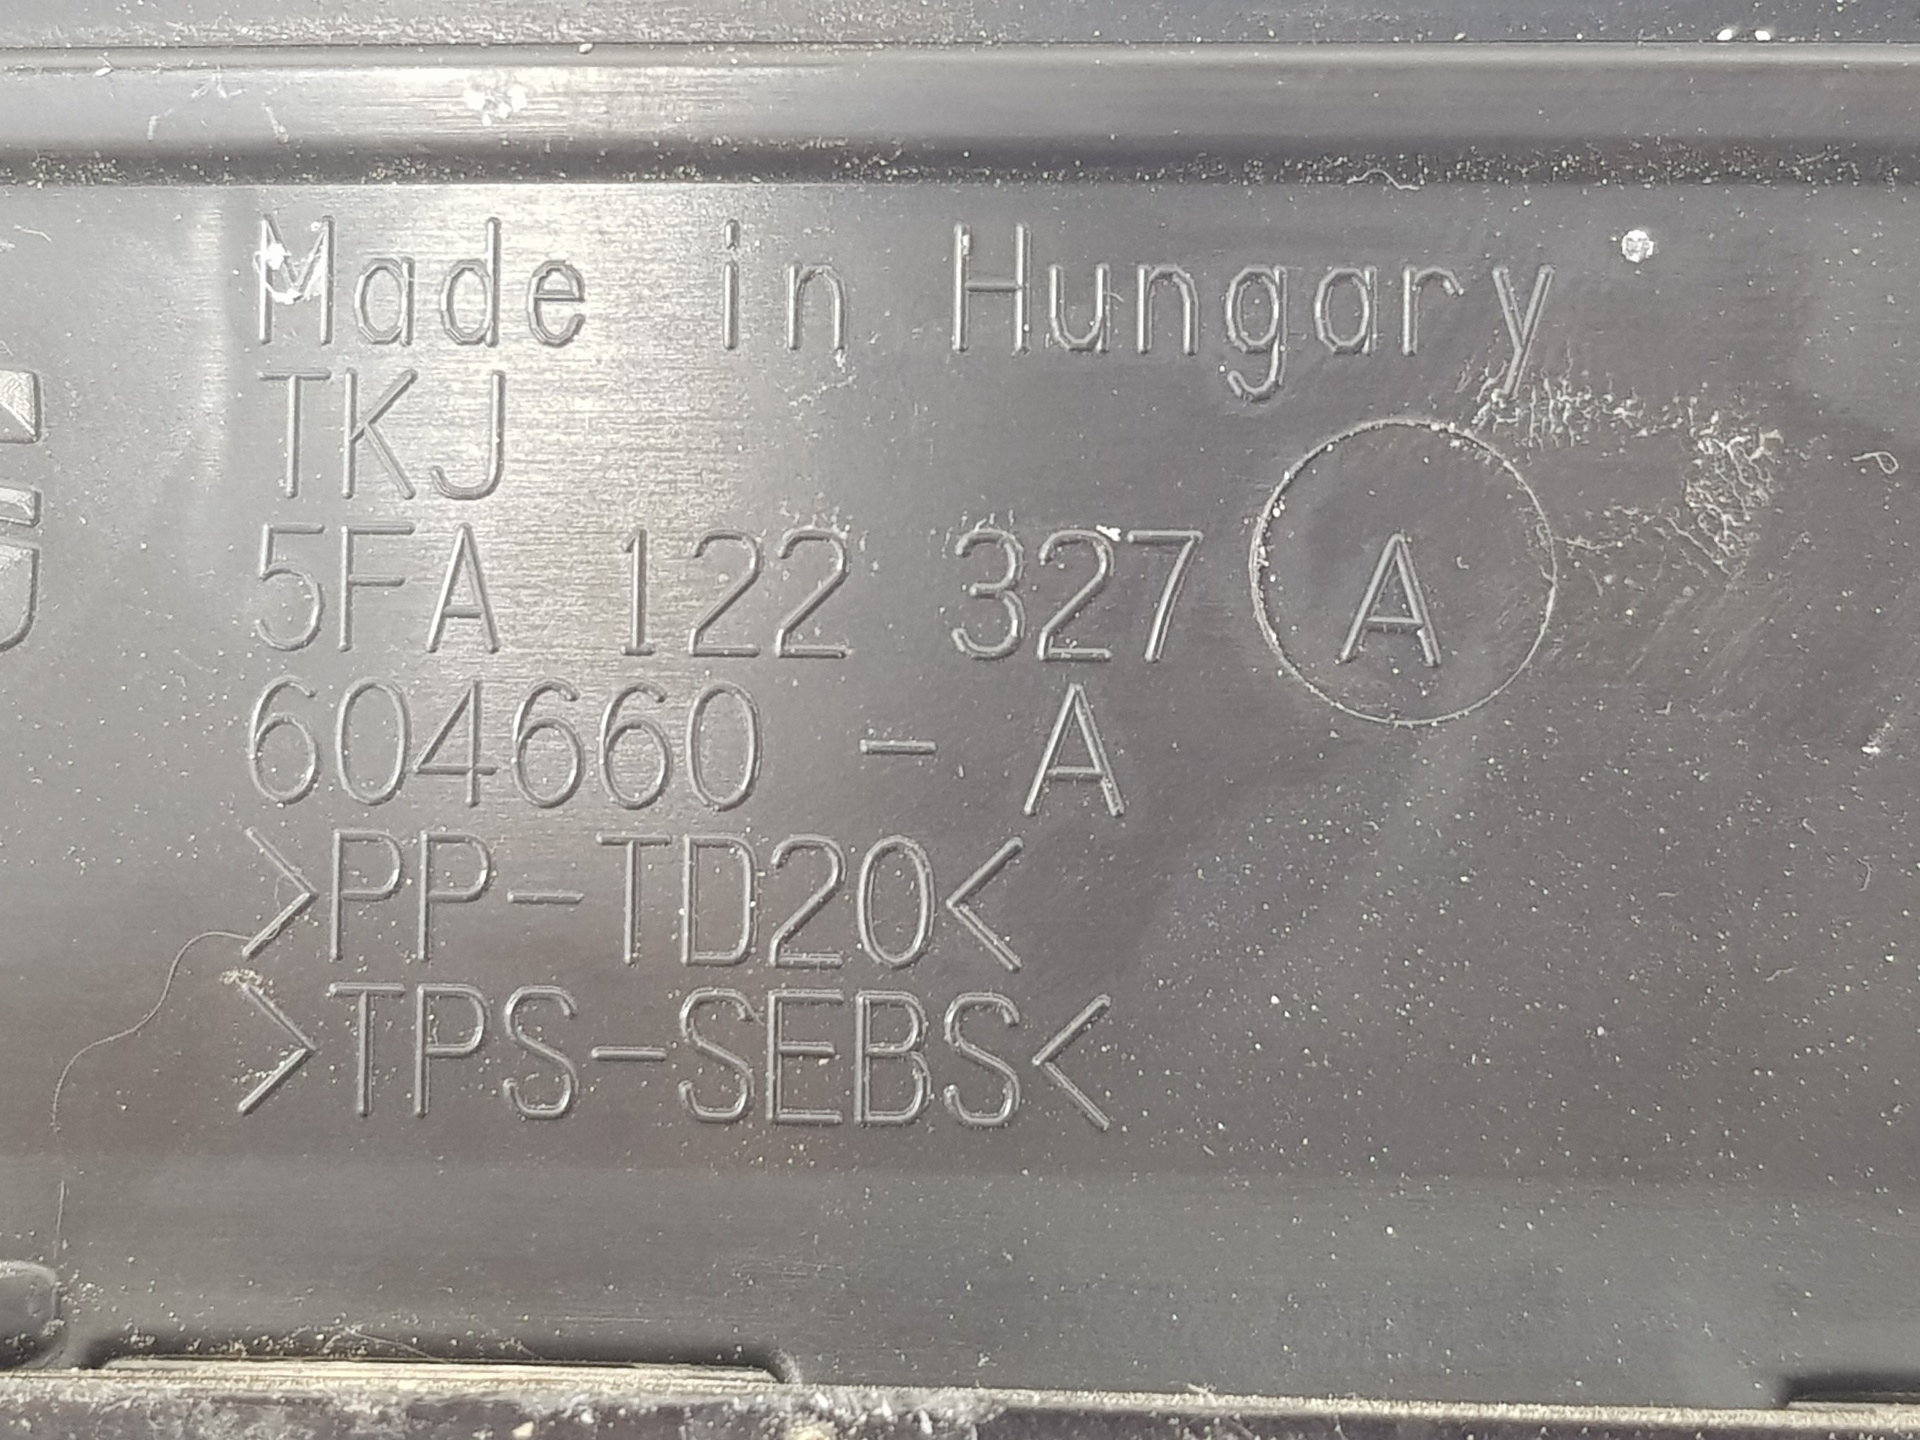 Made in Hungary
TKJ
5FA 122 327 A
604660 - A
>PP-TD20<
>TPS-SEBS<